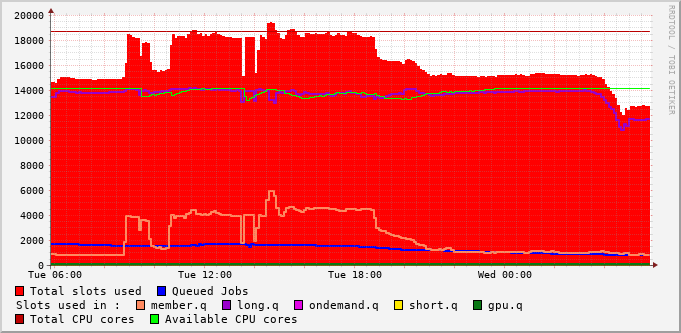 20000
18000
16000
14000
12000
10000
8000
6000
4000
2000
0
Tue 06:00 Tue 12:00 Tue 18:00 Wed 00:00
RRDTOOL / TOBI OETIKER
Total slots used Queued Jobs
Slots used in : member.q long.q ondemand.q short.q gpu.q
Total CPU cores Available CPU cores